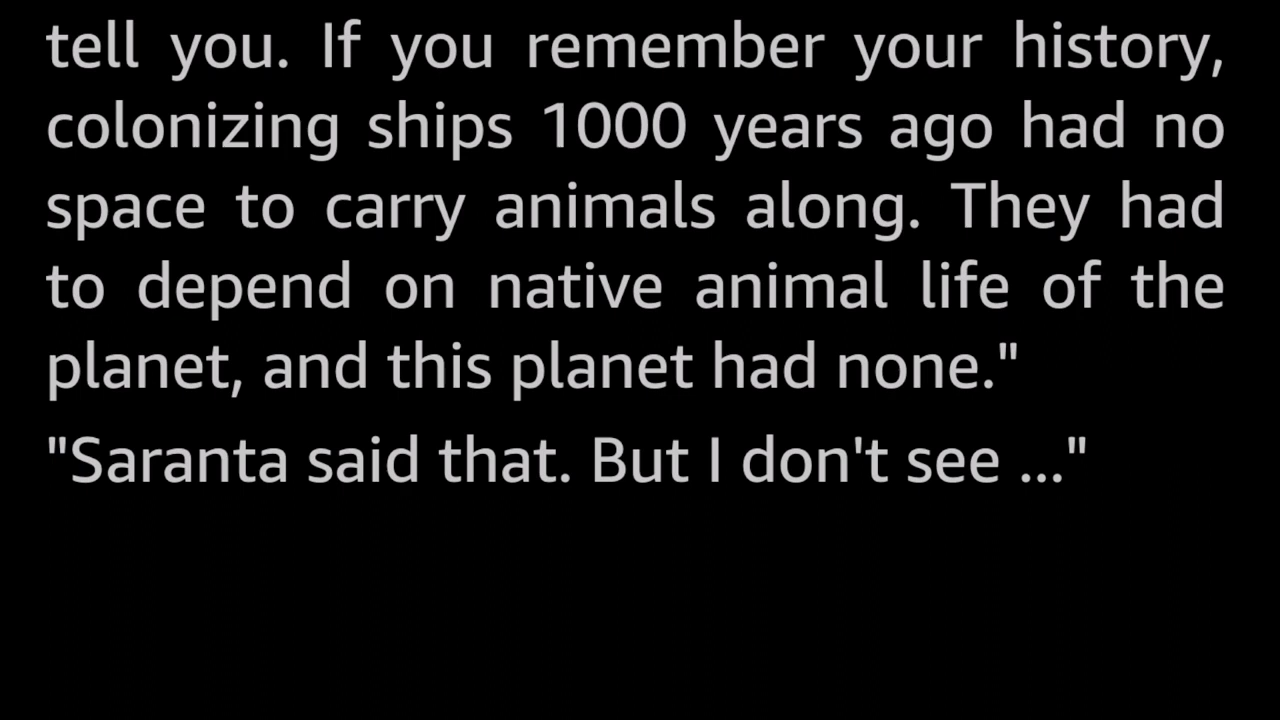 tell you. If you remember your history,
colonizing ships 1000 years ago had no
space to carry animals along. They had
to depend on native animal life of the
planet, and this planet had none."
"Saranta said that. But I don't see ..."